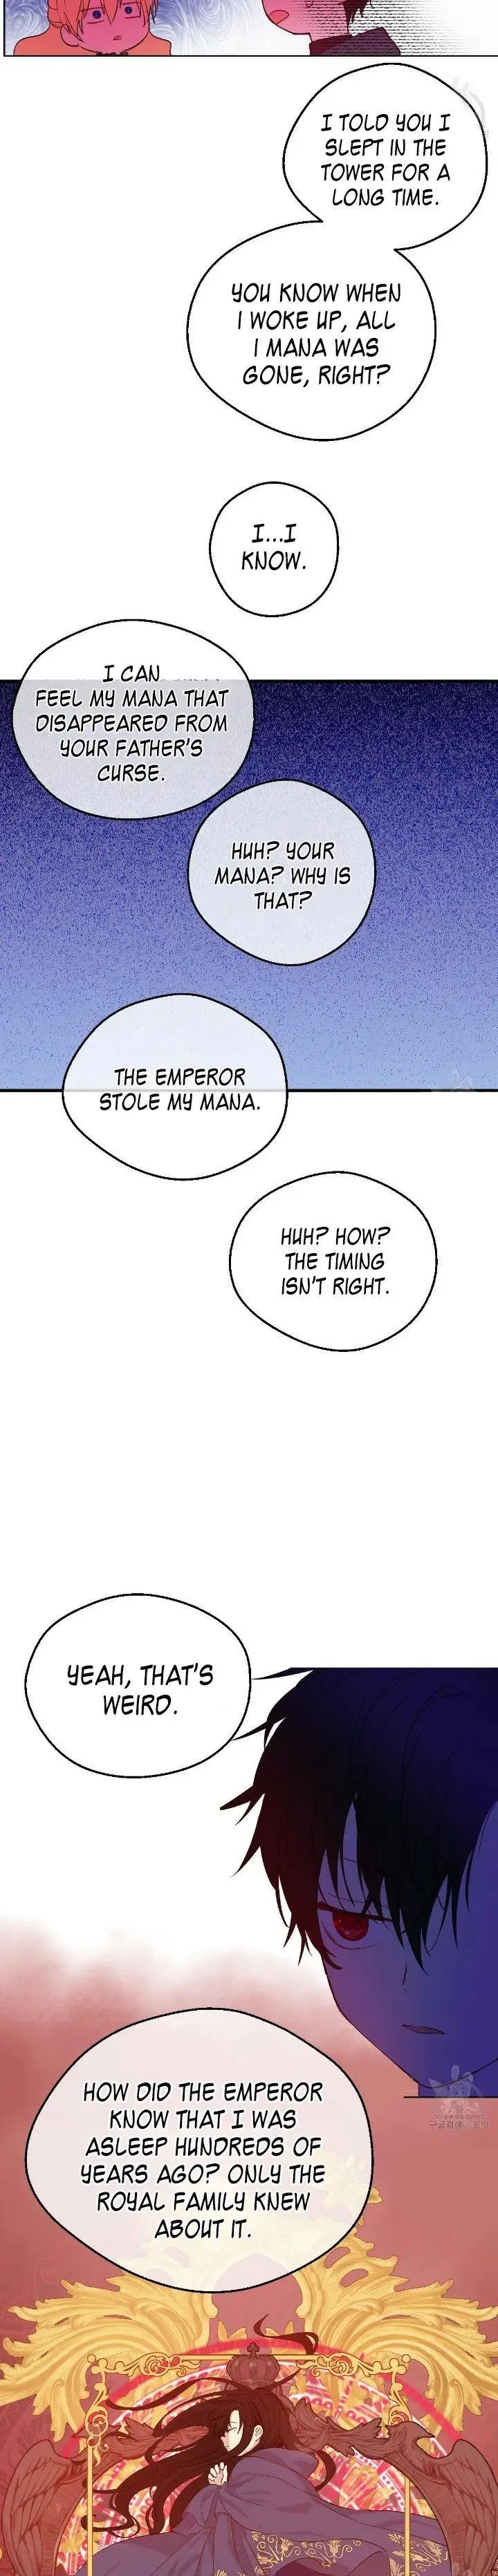 I TOLD YOU I
SLEPT IN THE
TOWER FOR A
LONG TIME.
YOU KNOW WHEN
I WOKE UP, ALL
I MANA WAS
GONE, RIGHT?
I...I
KNOW.
I CAN
FEEL MY MANA THAT
DISAPPEARED FROM
YOUR FATHER'S
CURSE.
HUH? YOUR
MANA? WHY IS
THAT?
THE EMPEROR
STOLE MY MANA.
HUH? HOW?
THE TIMING
ISN'T RIGHT.
YEAH, THAT'S
WEIRD.
HOW DID THE EMPEROR
KNOW THAT I WAS
ASLEEP HUNDREDS OF
YEARS AGO? ONLY THE
ROYAL FAMILY KNEW
ABOUT IT.